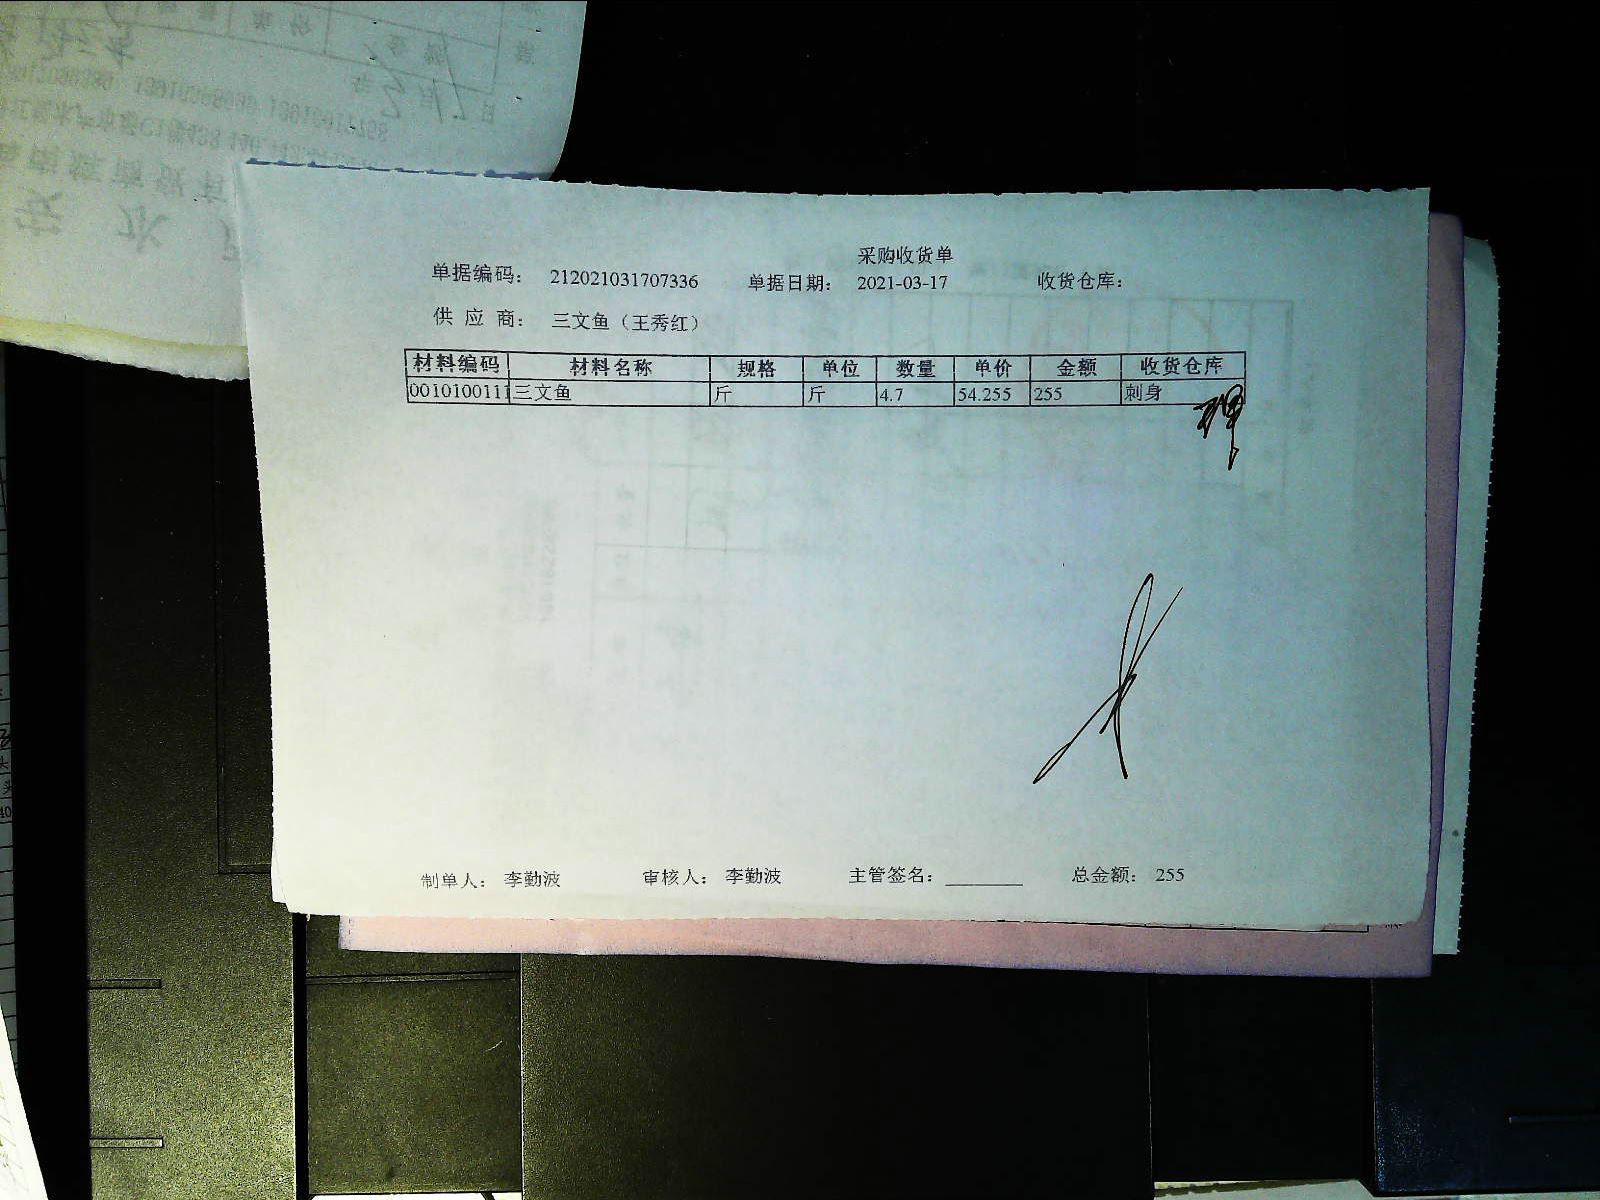 采购收货单
单据编码： 212021031707336 单据日期： 2021-03-17 收货仓库：
供 应 商： 三文鱼（王秀红）
材料编码 材料名称 规格 单位 数量 单价 金额 收货仓库
0010100111 三文鱼 斤 斤 4.7 54.255 255 刺身
制单人： 李勤波 审核人： 李勤波 主管签名：________ 总金额： 255